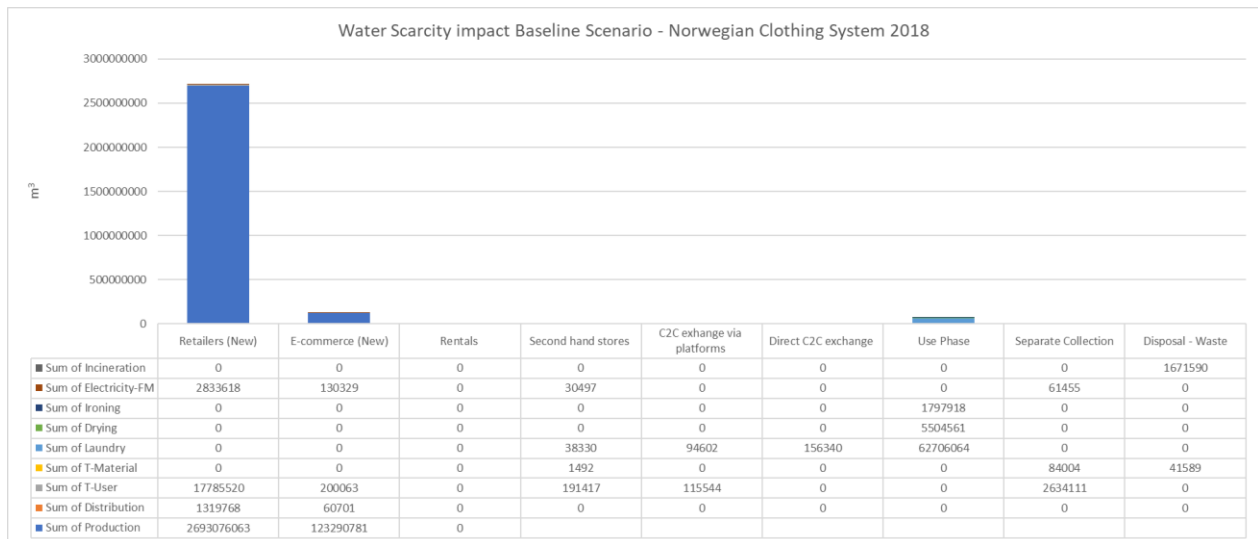 Water Scarcity impact Baseline Scenario - Norwegian Clothing System 2018
3000000000
2500000000
2000000000
m³
1500000000
1000000000
500000000
0
Retailers (New) E-commerce (New) Rentals Second hand stores C2C exhange via platforms Direct C2C exchange Use Phase Separate Collection Disposal - Waste
Sum of Incineration 0 0 0 0 0 0 0 0 1671590
Sum of Electricity-FM 2833618 130329 0 30497 0 0 0 61455 0
Sum of Ironing 0 0 0 0 0 0 1797918 0 0
Sum of Drying 0 0 0 0 0 0 5504561 0 0
Sum of Laundry 0 0 0 38330 94602 156340 62706064 0 0
Sum of T-Material 0 0 0 1492 0 0 0 84004 41589
Sum of T-User 17785520 200063 0 191417 115544 0 0 2634111 0
Sum of Distribution 1319768 60701 0 0 0 0 0 0 0
Sum of Production 2693076063 123290781 0